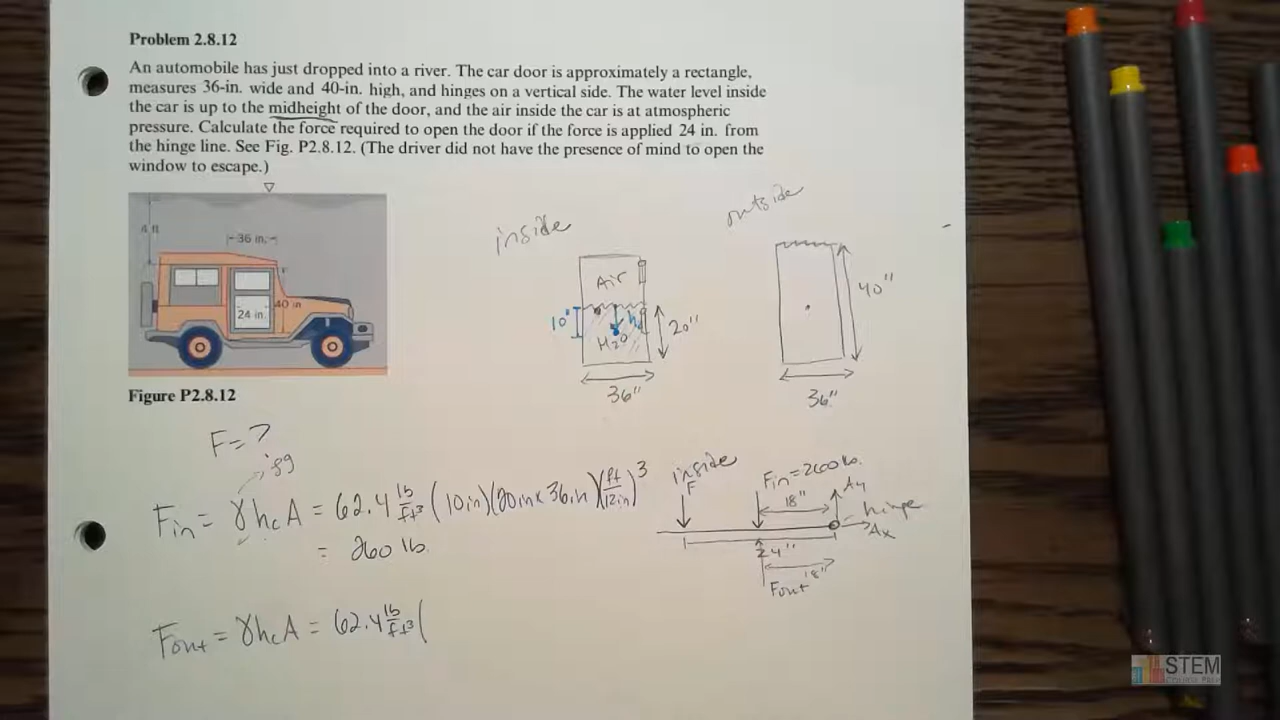 Problem 2.8.12
An automobile has just dropped into a river. The car door is approximately a rectangle,
measures 36-in. wide and 40-in. high, and hinges on a vertical side. The water level inside
the car is up to the midheight of the door, and the air inside the car is at atmospheric
pressure. Calculate the force required to open the door if the force is applied 24 in. from
the hinge line. See Fig. P2.8.12. (The driver did not have the presence of mind to open the
window to escape.)
4 ft
36 in.
40 in
24 in.
Figure P2.8.12
inside
Air
10"
h
H2O
20"
36"
outside
40"
36"
F=?
ρg
Fin = γhcA = 62.4 lb/ft³ (10in)(20in x 36in)(ft/12in)³
= 260 lb
Fout = γhcA = 62.4 lb/ft³ (
inside
F
Fin=260 lb.
18"
Ay
hinge
Ax
24"
18"
Fout
STEM
COURSE PREP